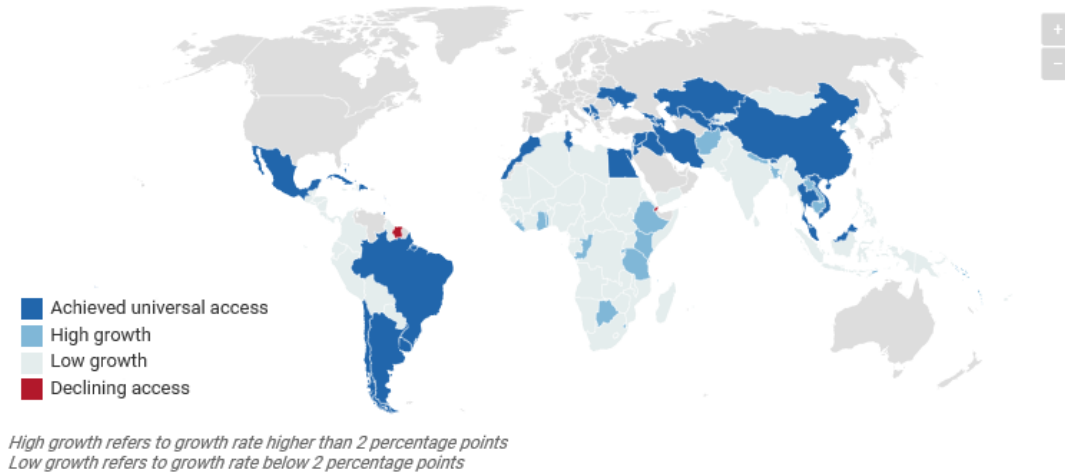 +
−
Achieved universal access
High growth
Low growth
Declining access
High growth refers to growth rate higher than 2 percentage points
Low growth refers to growth rate below 2 percentage points